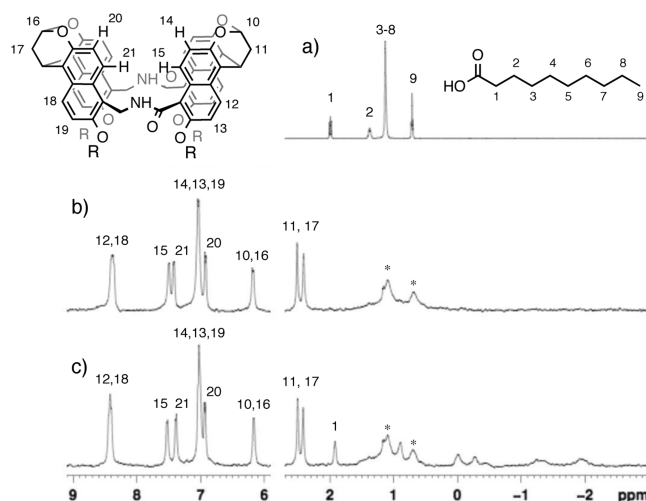 16 O O 20 H 14 H O O 10
17 21 H 15 H 11
NH O
18 NH 12
19 O O O 13
R O O R
R R
a)
3-8
1
2
9
O
HO
2 4 6 8
1 3 5 7 9
b)
12,18
15 21
14,13,19
20
10,16
11, 17
*
*
c)
12,18
15 21
14,13,19
20
10,16
11, 17
1
*
*
9 8 7 6 2 1 0 −1 −2 ppm